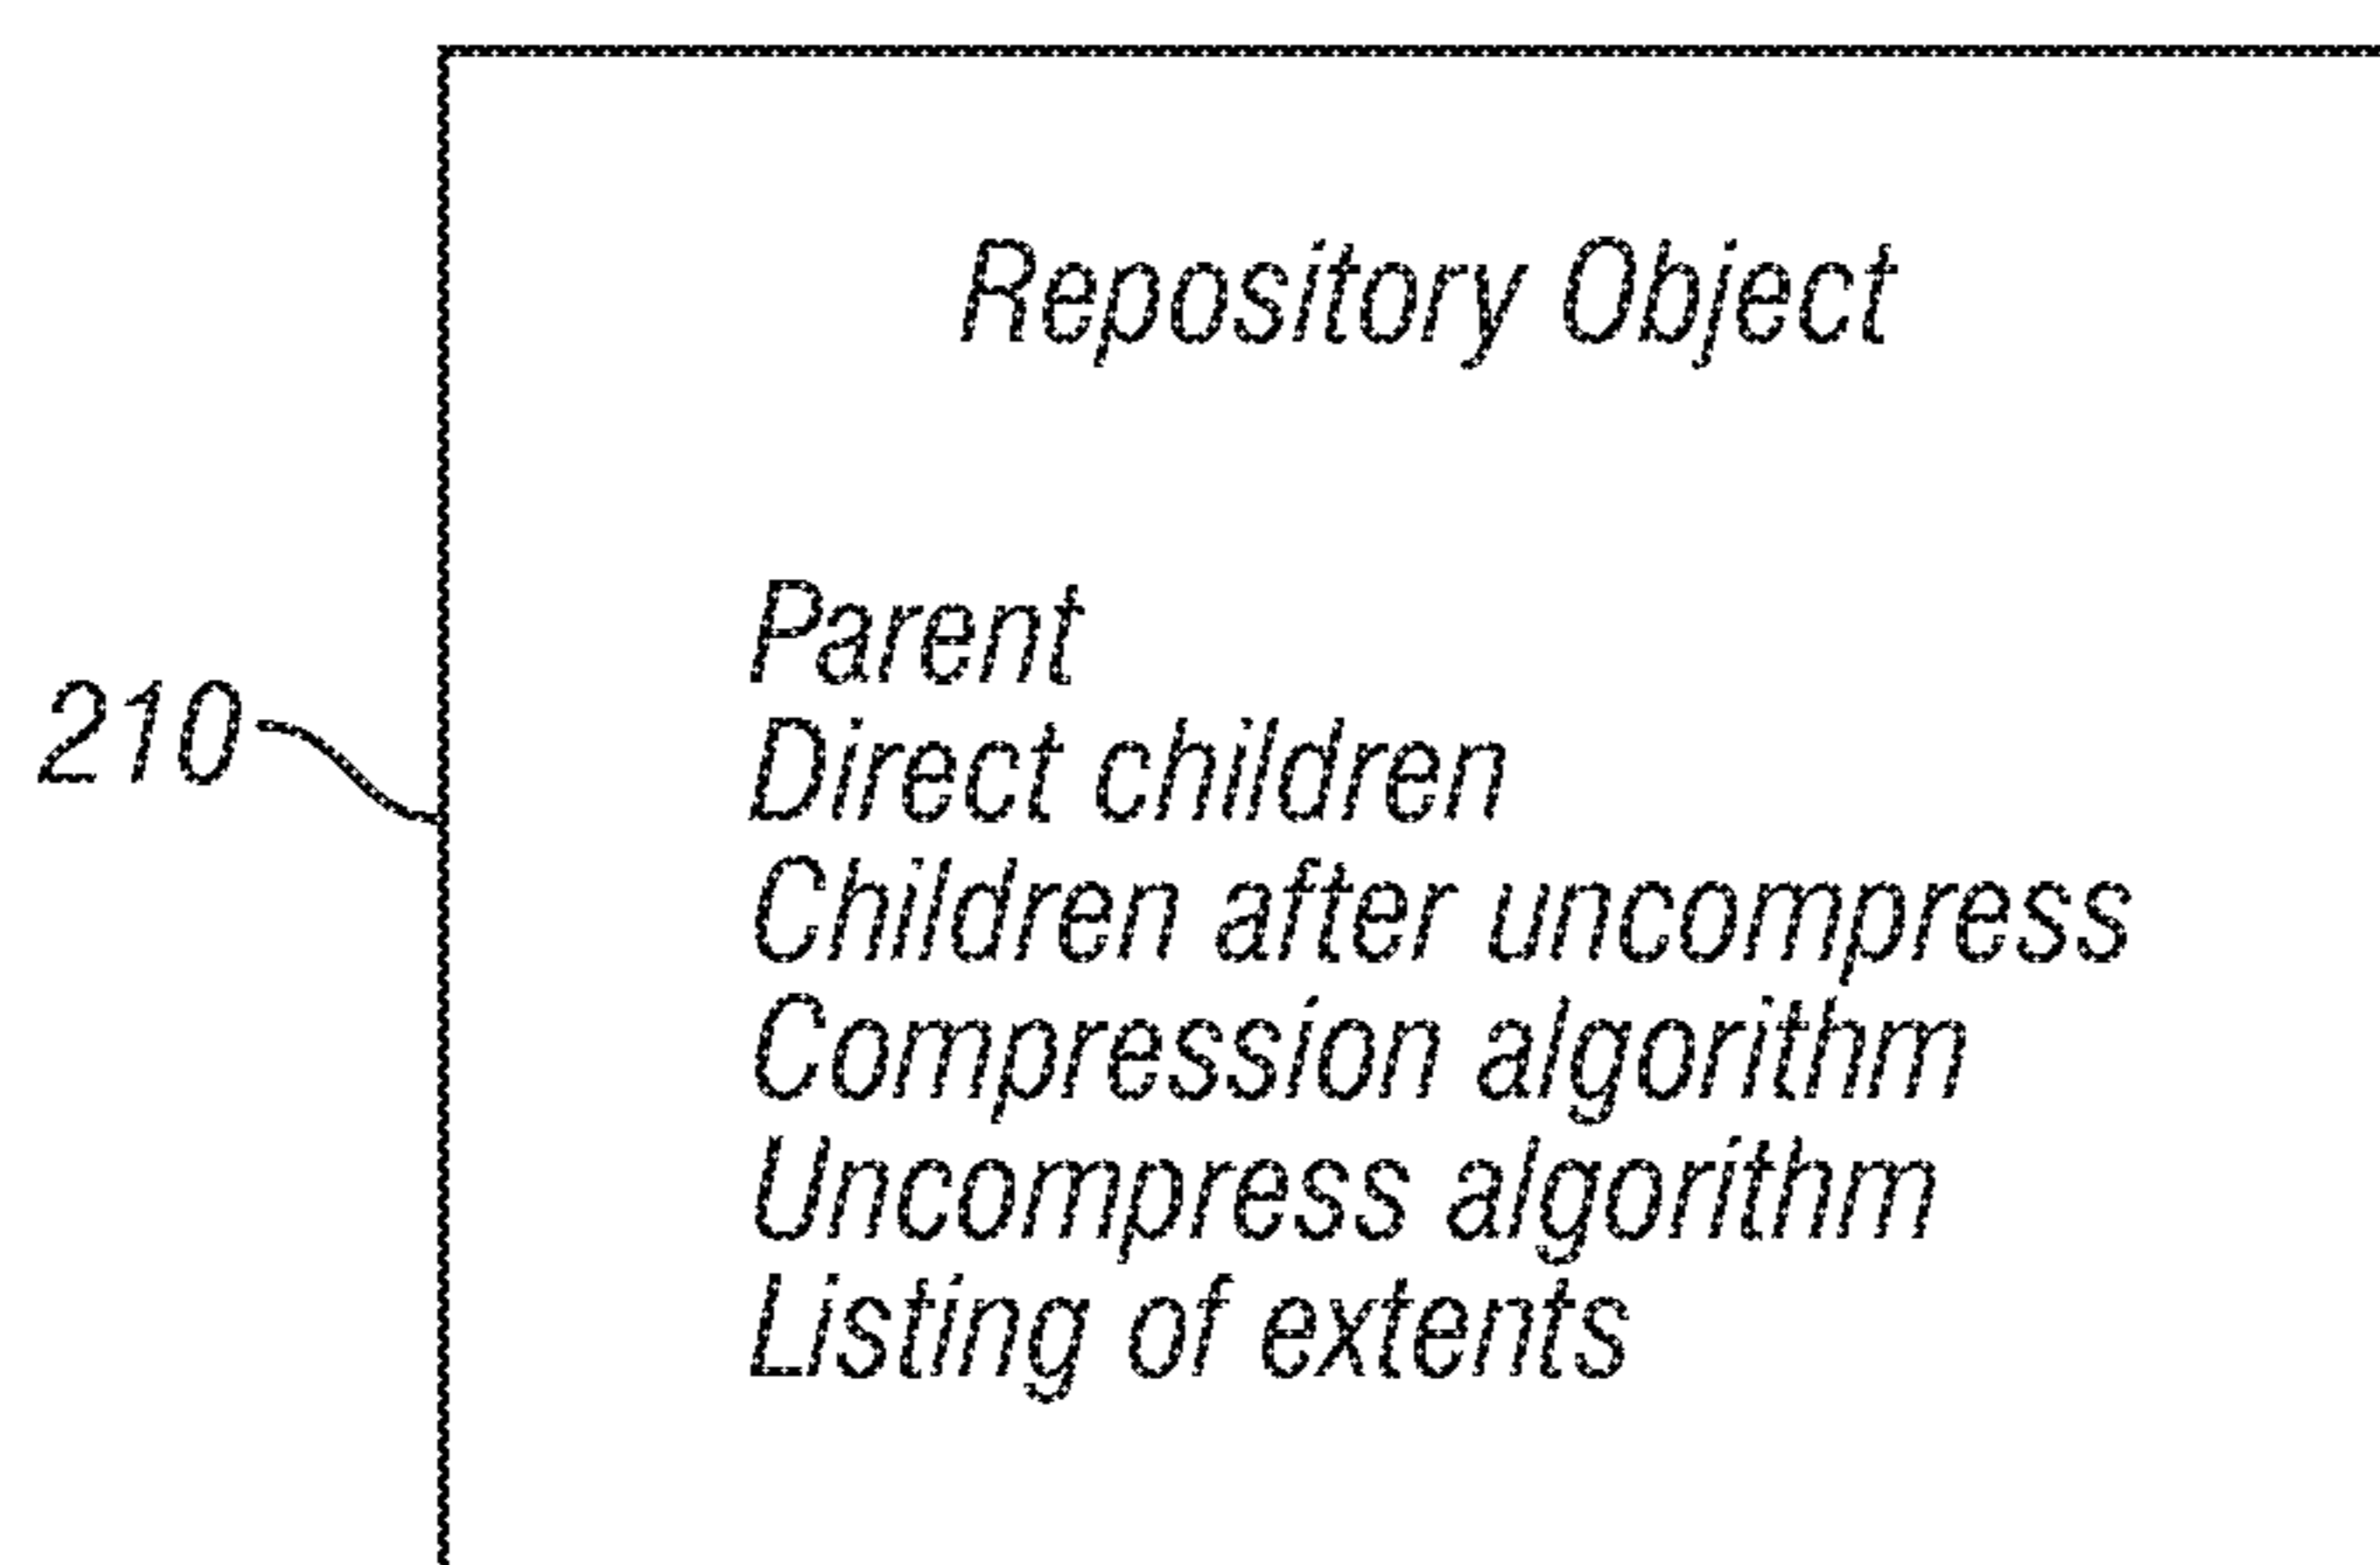 Repository Object
Parent
210
Direct children
Children after uncompress
Compression algorithm
Uncompress algorithm
Listing of extents